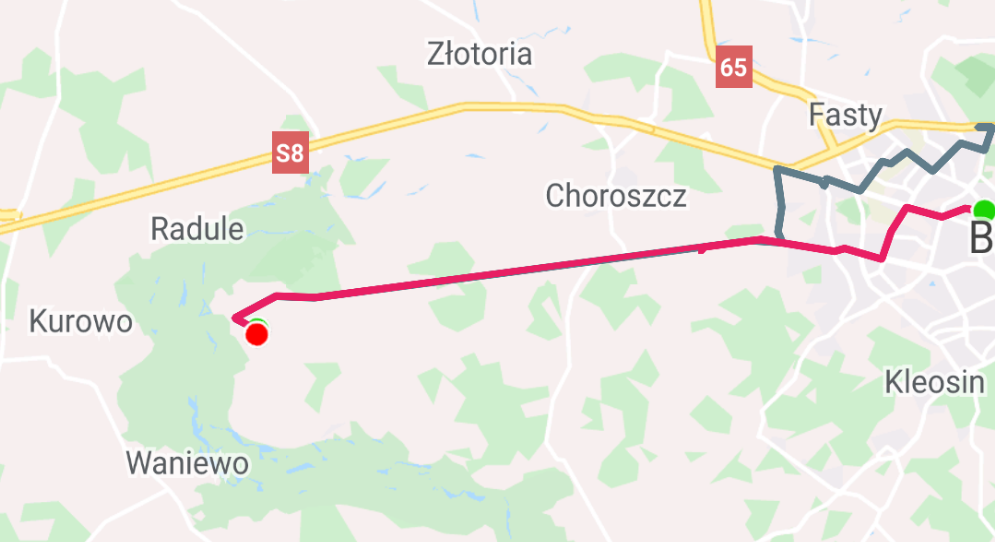 Złotoria
65
Fasty
S8
Choroszcz
Radule
B
Kurowo
Kleosin
Waniewo